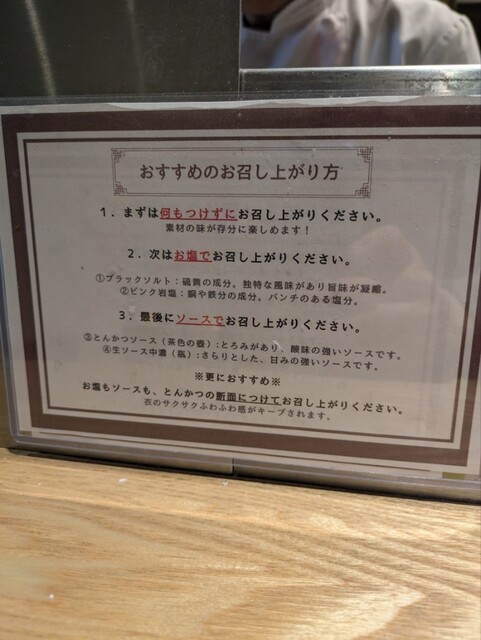 おすすめのお召し上がり方
1．まずは何もつけずにお召し上がりください。
素材の味が存分に楽しめます！
2．次はお塩でお召し上がりください。
①ブラックソルト：硫黄の成分。独特な風味があり旨味が凝縮。
②ピンク岩塩：銅や鉄分の成分。パンチのある塩分。
3．最後にソースでお召し上がりください。
③とんかつソース（茶色の壺）：とろみがあり、酸味の強いソースです。
④生ソース中濃（瓶）：さらりとした、甘みの強いソースです。
※更におすすめ※
お塩もソースも、とんかつの断面につけてお召し上がりください。
衣のサクサクふわふわ感がキープされます。